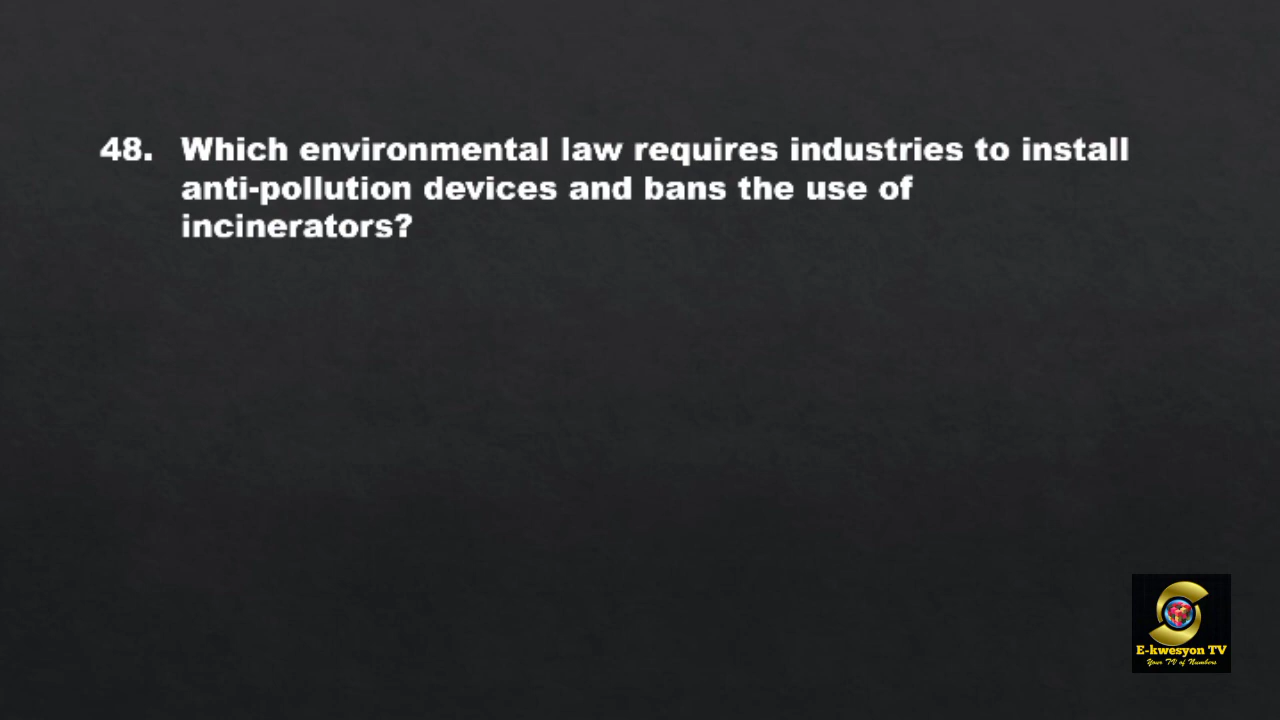 48. Which environmental law requires industries to install
anti-pollution devices and bans the use of
incinerators?
E-kwesyon TV
Your TV of Numbers